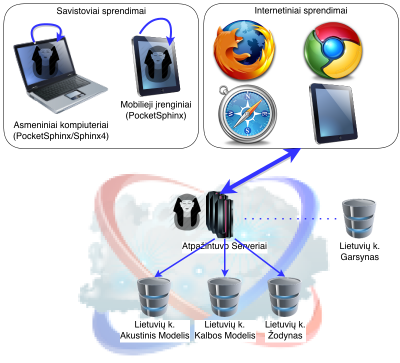 Savistoviai sprendimai
Internetiniai sprendimai
Mobilieji įrenginiai
(PocketSphinx)
Asmeniniai kompiuteriai
(PocketSphinx/Sphinx4)
Atpažintuvo Serveriai
Lietuvių k.
Garsynas
Lietuvių k.
Akustinis Modelis
Lietuvių k.
Kalbos Modelis
Lietuvių k.
Žodynas